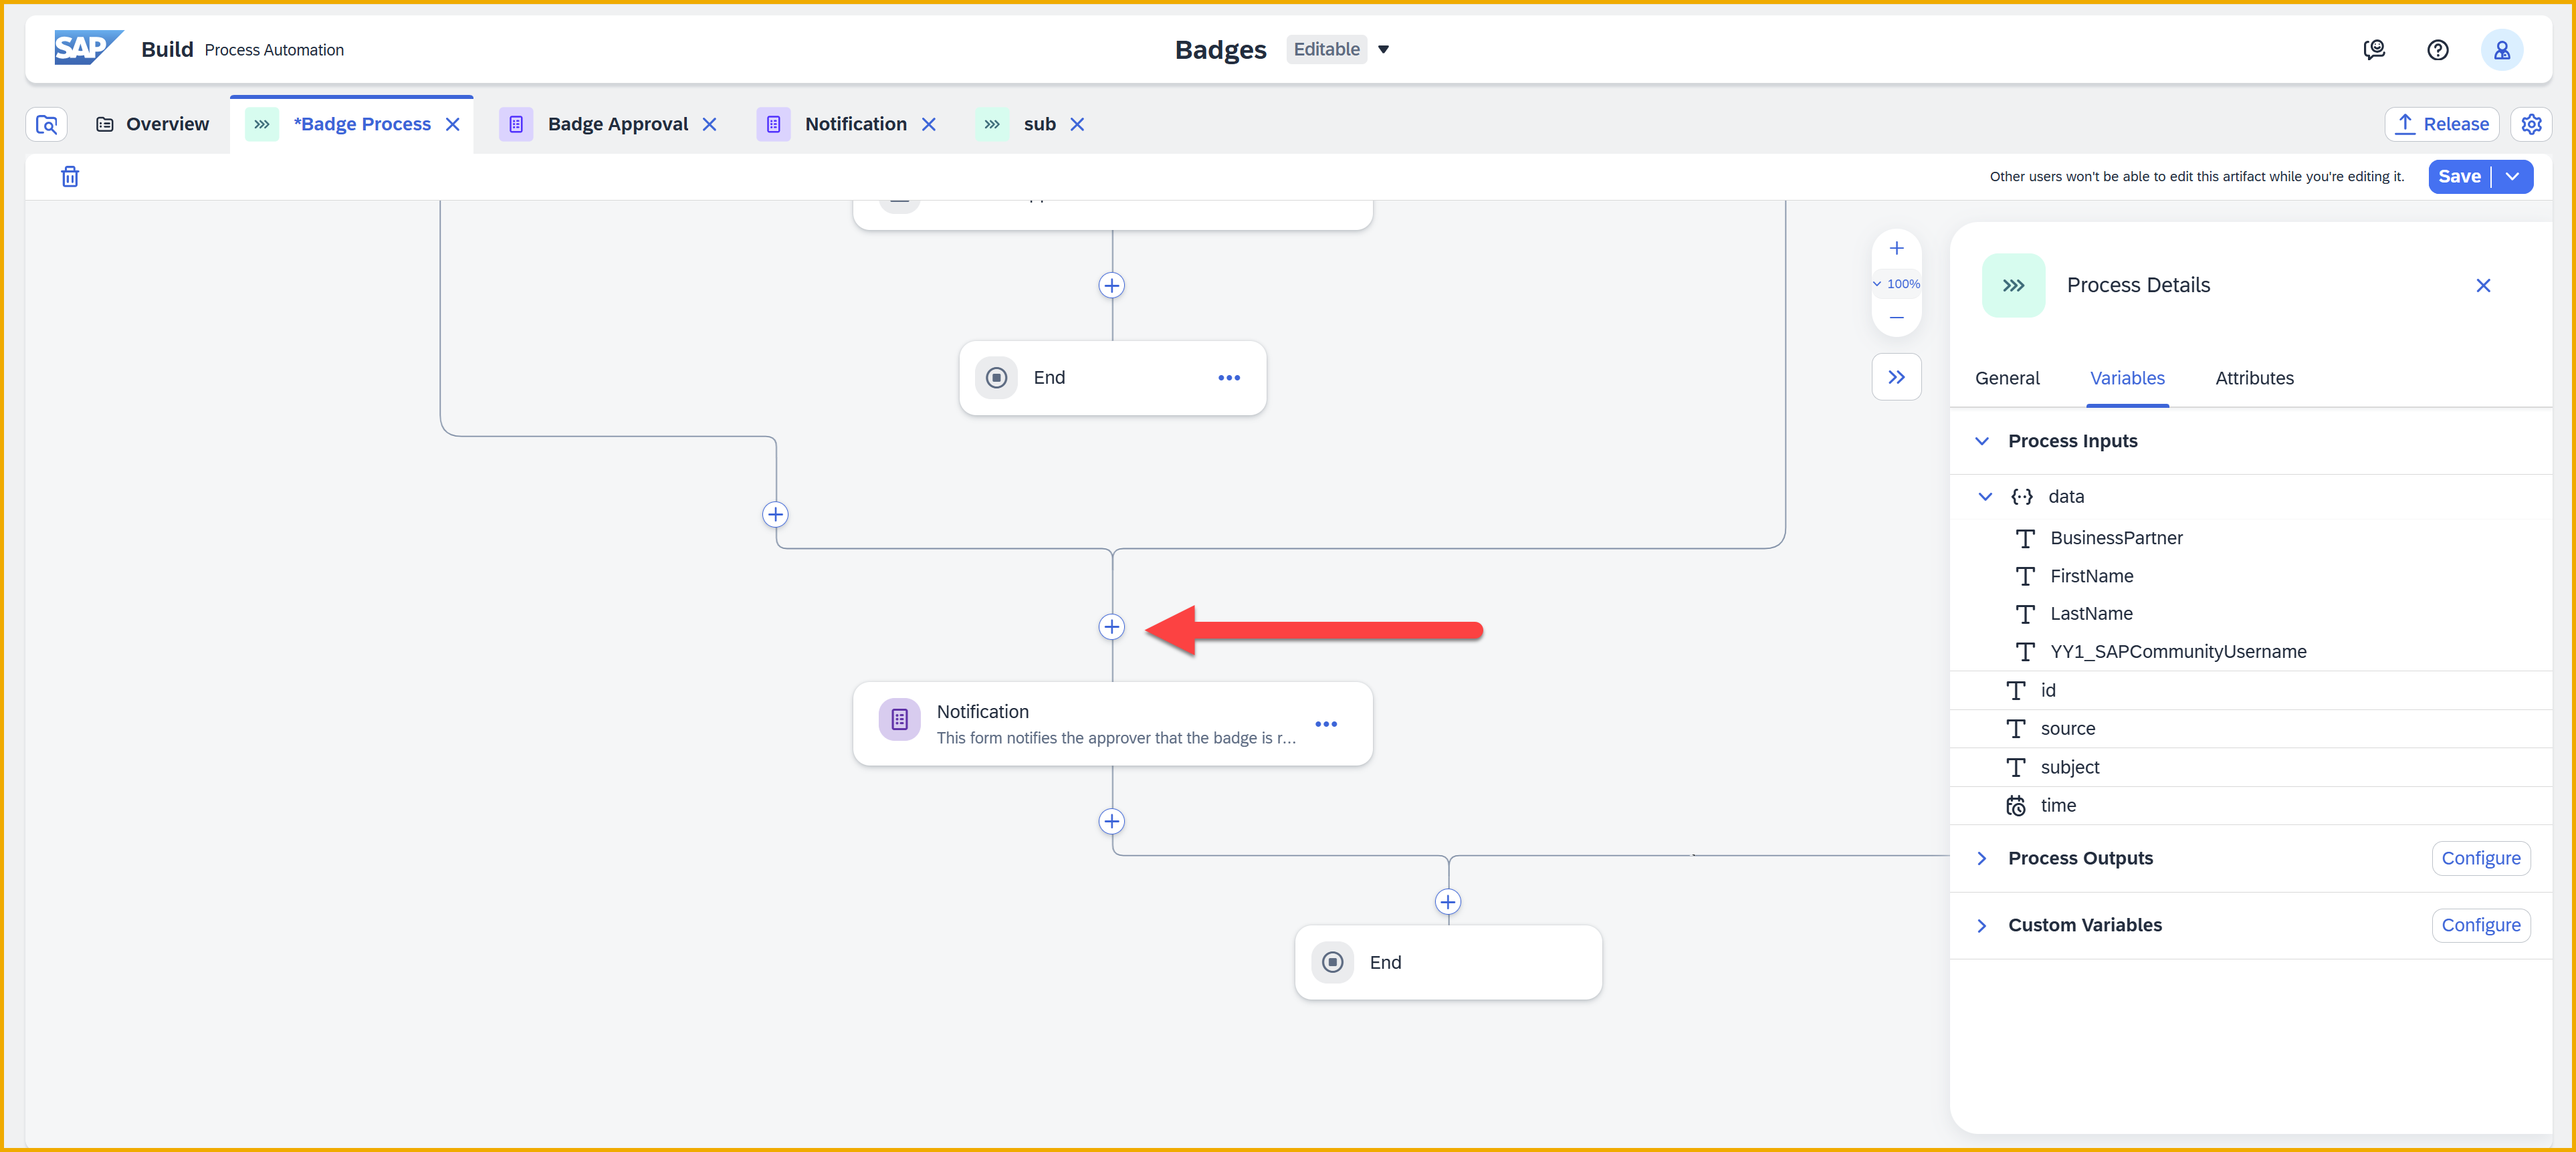 SAP Build Process Automation
Badges Editable
Overview
*Badge Process
Badge Approval
Notification
sub
Release
Other users won't be able to edit this artifact while you're editing it.
Save
End
100%
Notification
This form notifies the approver that the badge is r...
End
Process Details
General Variables Attributes
Process Inputs
data
BusinessPartner
FirstName
LastName
YY1_SAPCommunityUsername
id
source
subject
time
Process Outputs Configure
Custom Variables Configure